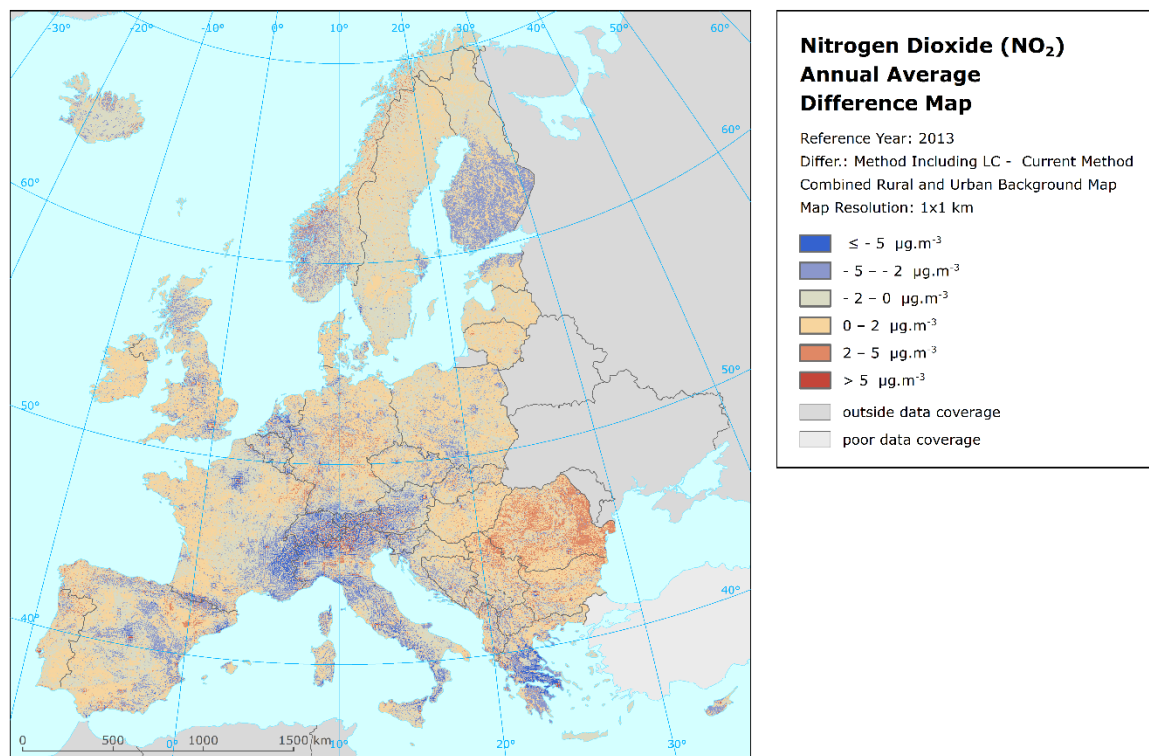 -30° -20° -10° 0° 10° 20° 30° 40° 50° 60°
60°
50°
40°
60°
50°
40°
0 500 1000 1500 km
0° 10° 20° 30°
Nitrogen Dioxide (NO₂)
Annual Average
Difference Map
Reference Year: 2013
Differ.: Method Including LC - Current Method
Combined Rural and Urban Background Map
Map Resolution: 1x1 km
≤ - 5 µg.m⁻³
- 5 – - 2 µg.m⁻³
- 2 – 0 µg.m⁻³
0 – 2 µg.m⁻³
2 – 5 µg.m⁻³
> 5 µg.m⁻³
outside data coverage
poor data coverage